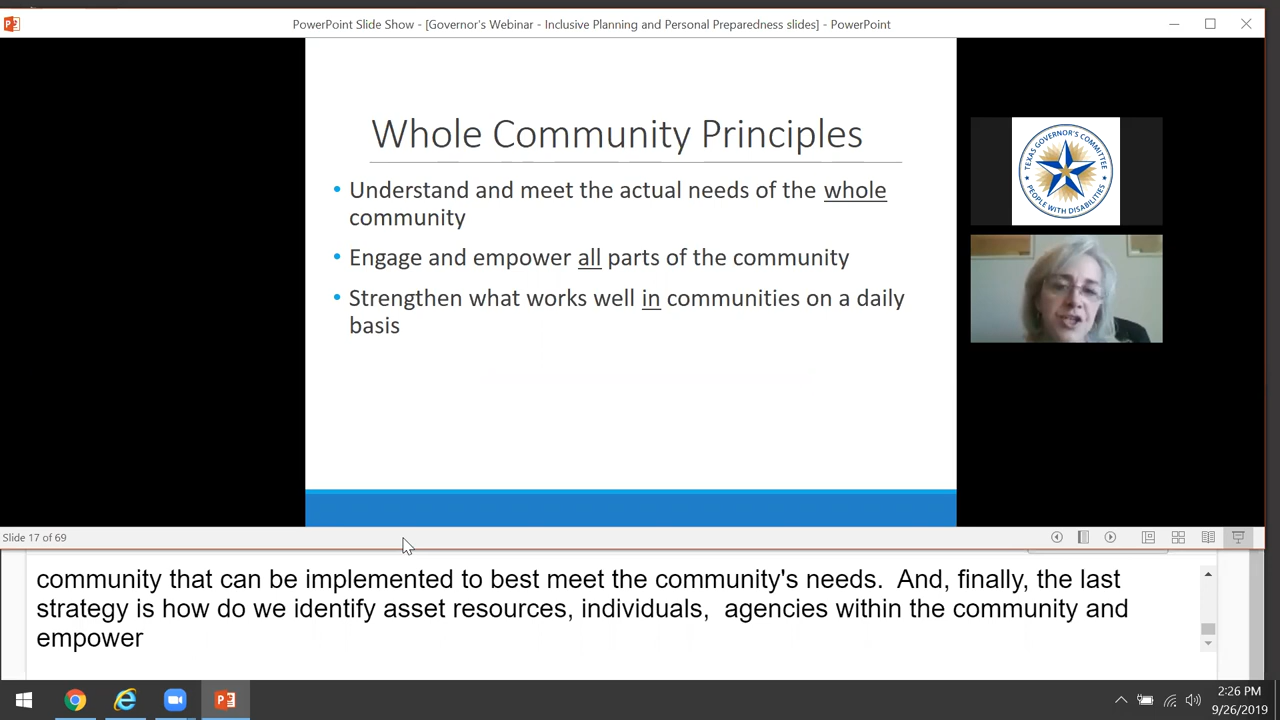 PowerPoint Slide Show - [Governor's Webinar - Inclusive Planning and Personal Preparedness slides] - PowerPoint
Whole Community Principles
• Understand and meet the actual needs of the whole
community
• Engage and empower all parts of the community
• Strengthen what works well in communities on a daily
basis
TEXAS GOVERNOR'S COMMITTEE
PEOPLE WITH DISABILITIES
Slide 17 of 69
community that can be implemented to best meet the community's needs.  And, finally, the last
strategy is how do we identify asset resources, individuals,  agencies within the community and
empower
2:26 PM
9/26/2019